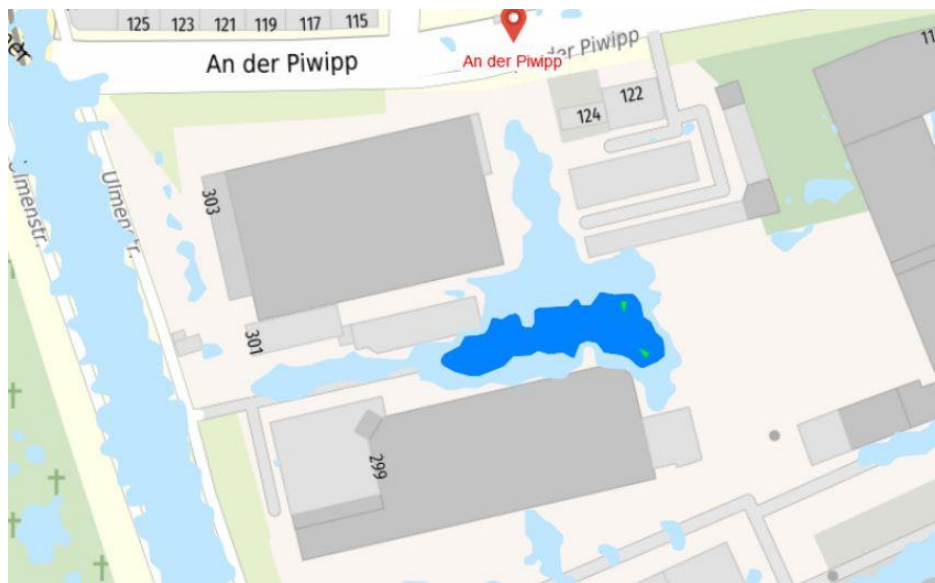 125
123
121
119
117
115
An der Piwipp
An der Piwipp
der Piwipp
122
124
303
Ulmenstr.
Ulmenstr.
301
299